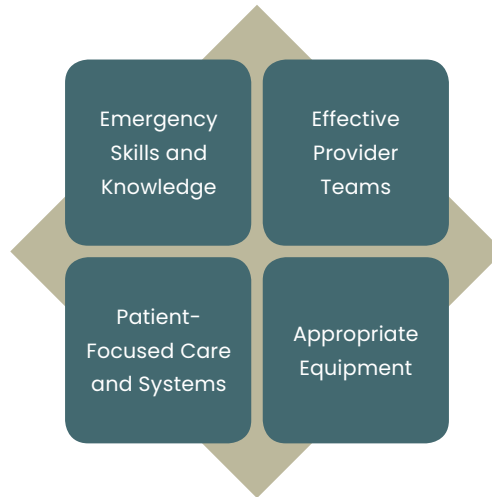 Emergency
Skills and
Knowledge
Effective
Provider
Teams
Patient-
Focused Care
and Systems
Appropriate
Equipment